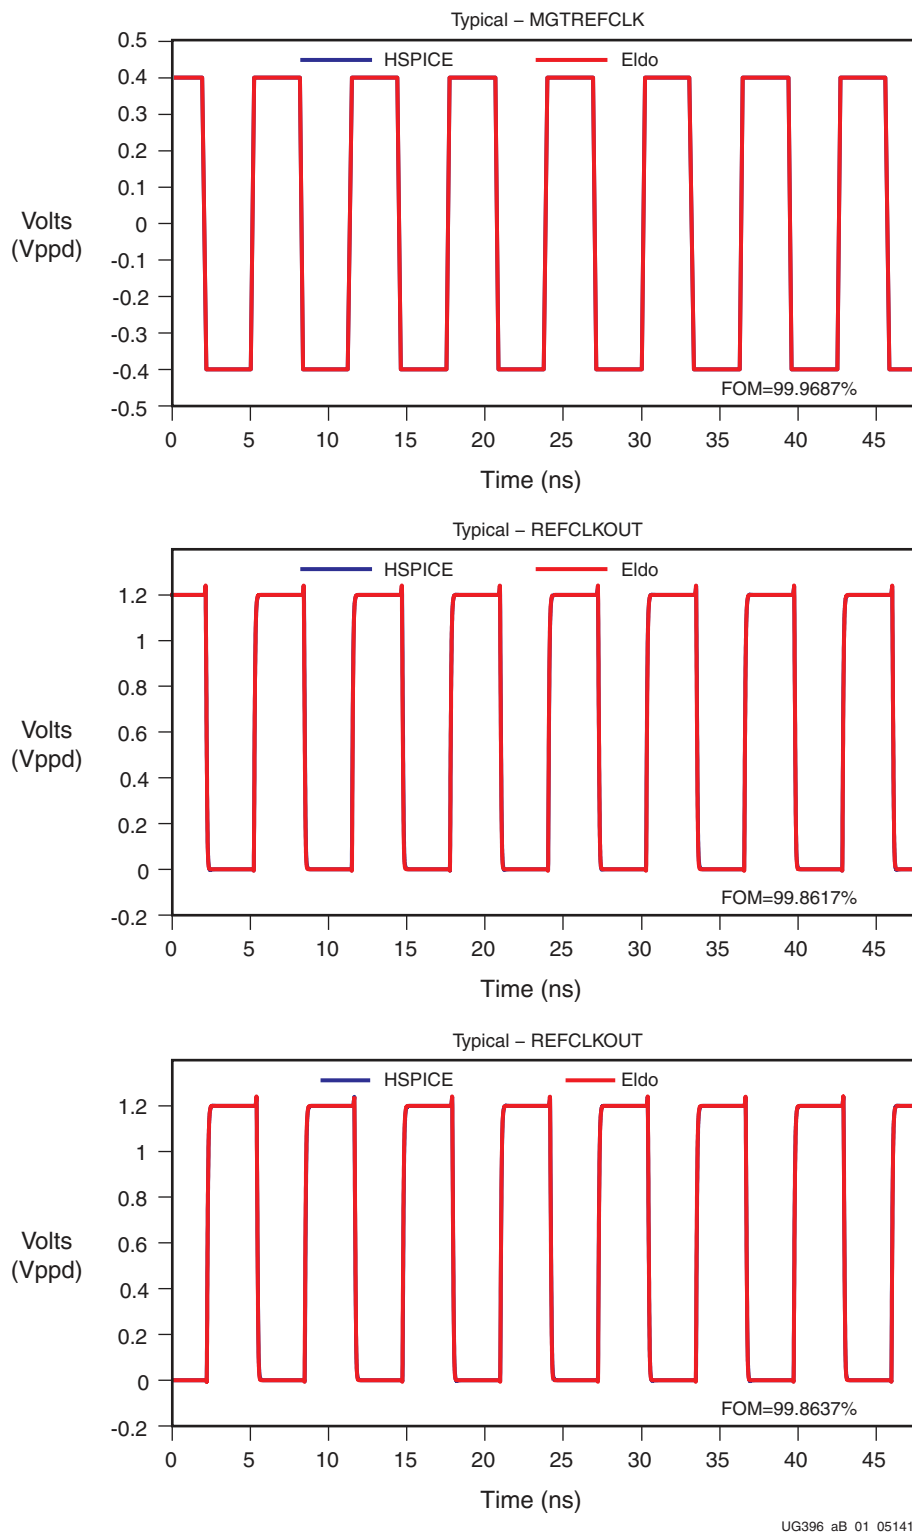 Typical – MGTREFCLK
HSPICE Eldo
0.5
0.4
0.3
0.2
0.1
0
-0.1
-0.2
-0.3
-0.4
-0.5
Volts
(Vppd)
FOM=99.9687%
0 5 10 15 20 25 30 35 40 45
Time (ns)
Typical – REFCLKOUT
HSPICE Eldo
1.2
1
0.8
0.6
0.4
0.2
0
-0.2
Volts
(Vppd)
FOM=99.8617%
0 5 10 15 20 25 30 35 40 45
Time (ns)
Typical – REFCLKOUT
HSPICE Eldo
1.2
1
0.8
0.6
0.4
0.2
0
-0.2
Volts
(Vppd)
FOM=99.8637%
0 5 10 15 20 25 30 35 40 45
Time (ns)
UG396_aB_01_05141